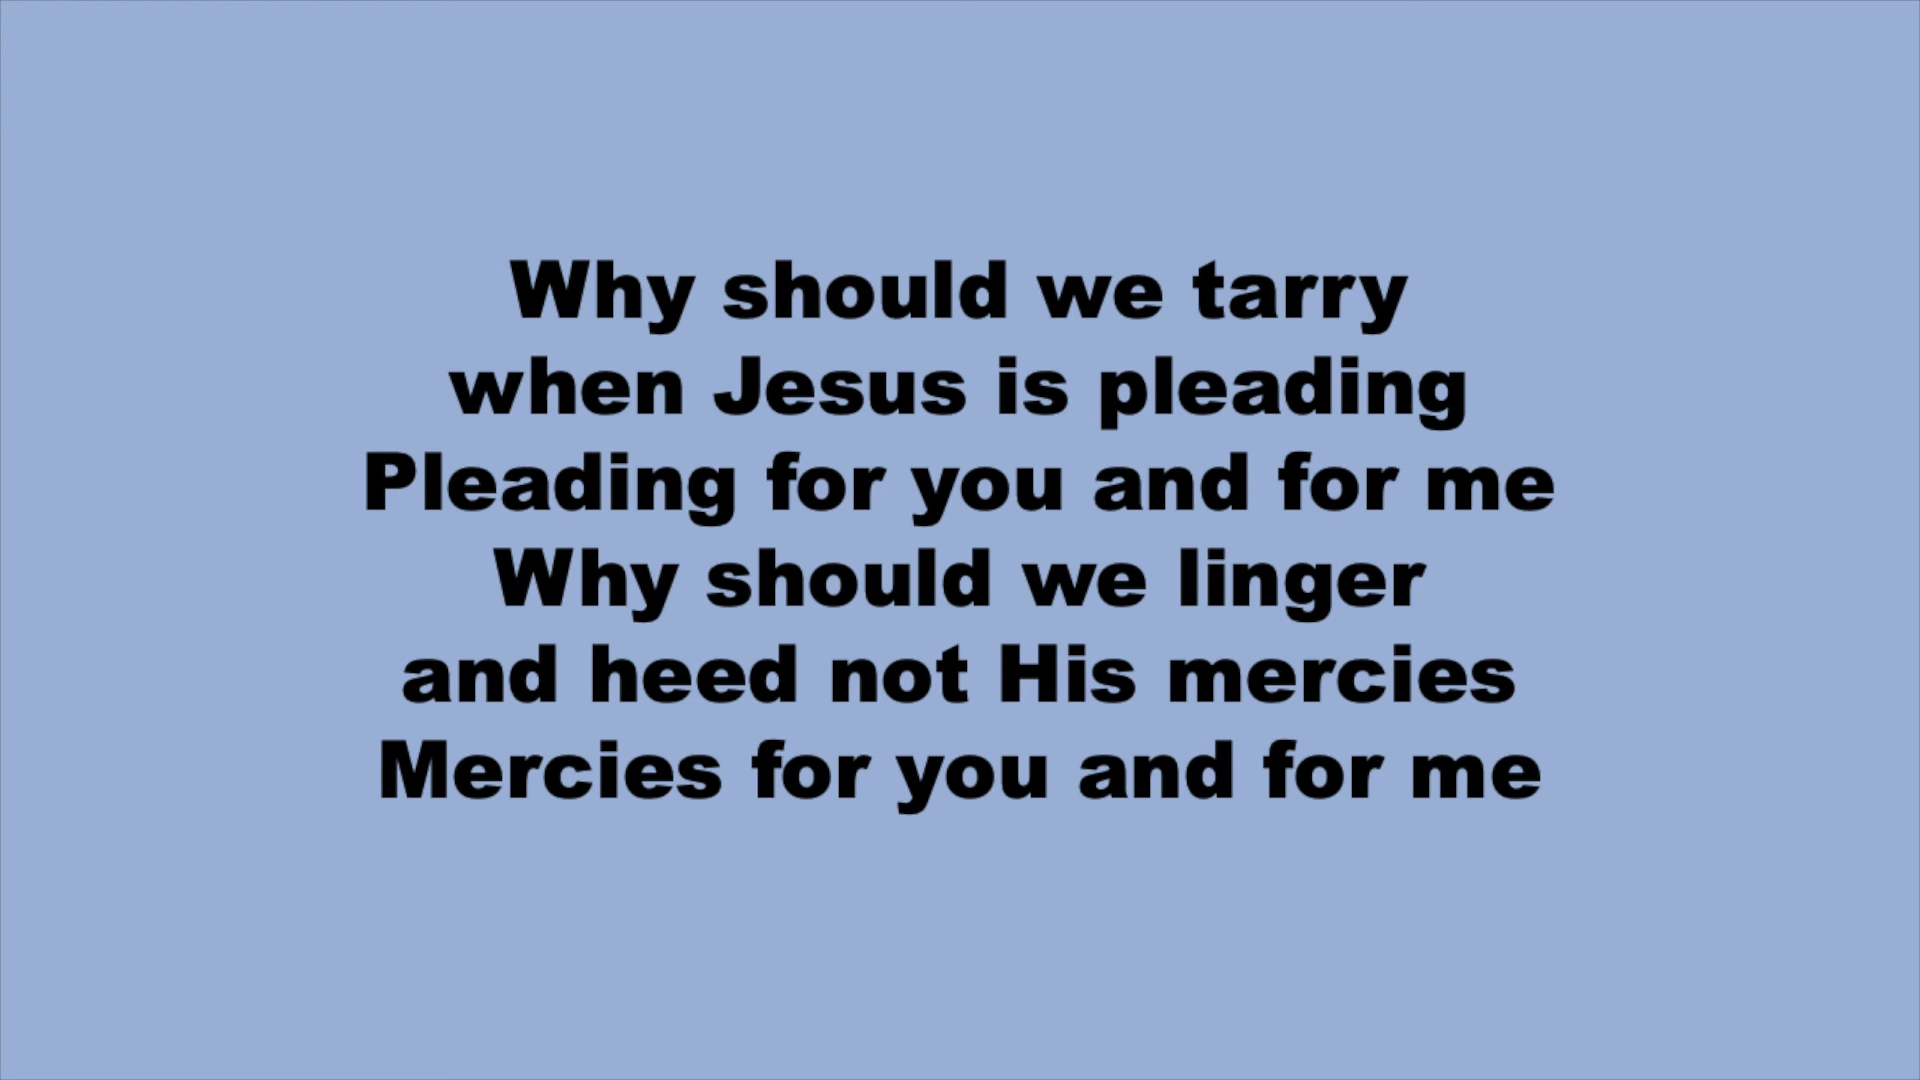 Why should we tarry
when Jesus is pleading
Pleading for you and for me
Why should we linger
and heed not His mercies
Mercies for you and for me